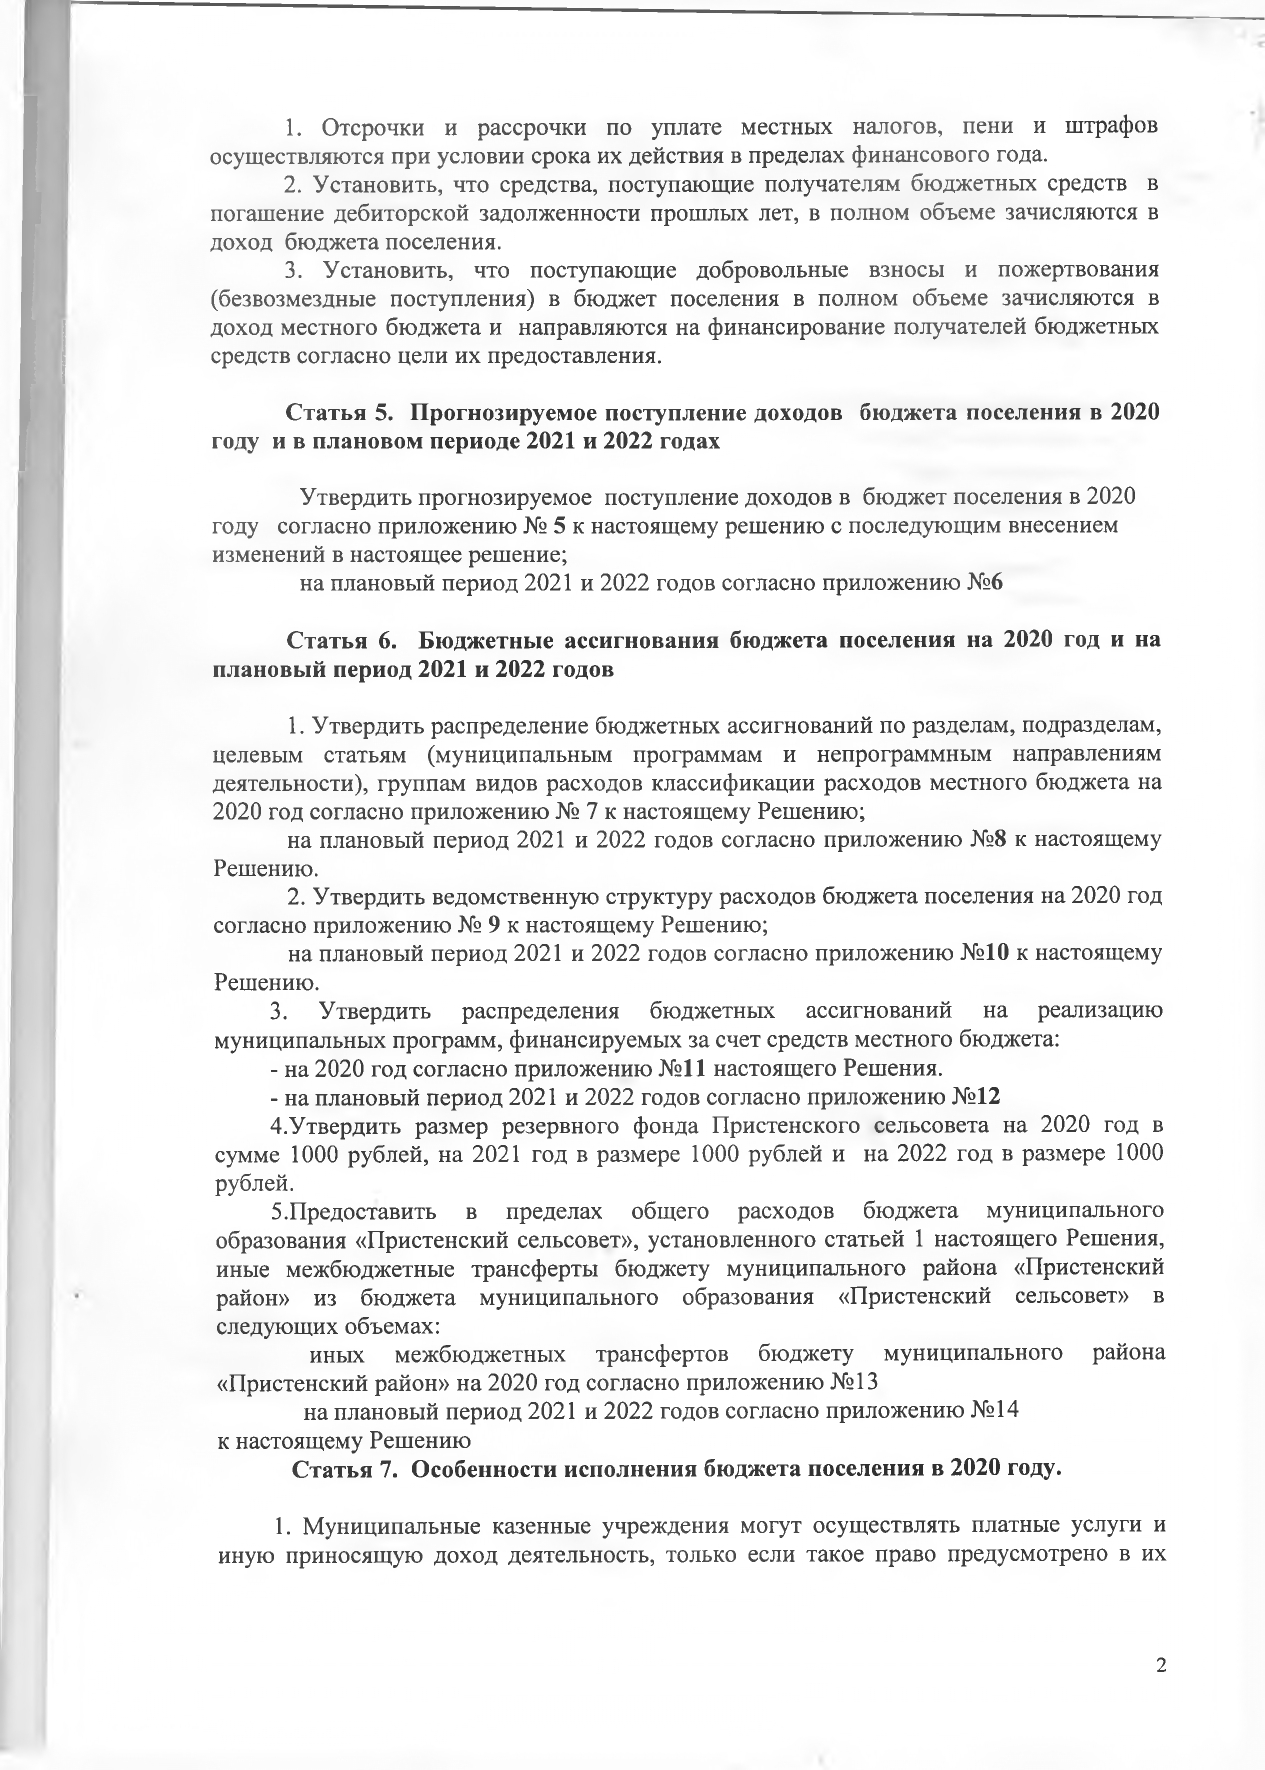 1. Отсрочки и рассрочки по уплате местных налогов, пени и штрафов
осуществляются при условии срока их действия в пределах финансового года.
2. Установить, что средства, поступающие получателям бюджетных средств в
погашение дебиторской задолженности прошлых лет, в полном объеме зачисляются в
доход бюджета поселения.
3. Установить, что поступающие добровольные взносы и пожертвования
(безвозмездные поступления) в бюджет поселения в полном объеме зачисляются в
доход местного бюджета и направляются на финансирование получателей бюджетных
средств согласно цели их предоставления.
Статья 5. Прогнозируемое поступление доходов бюджета поселения в 2020
году и в плановом периоде 2021 и 2022 годах
Утвердить прогнозируемое поступление доходов в бюджет поселения в 2020
году согласно приложению № 5 к настоящему решению с последующим внесением
изменений в настоящее решение;
на плановый период 2021 и 2022 годов согласно приложению №6
Статья 6. Бюджетные ассигнования бюджета поселения на 2020 год и на
плановый период 2021 и 2022 годов
1. Утвердить распределение бюджетных ассигнований по разделам, подразделам,
целевым статьям (муниципальным программам и непрограммным направлениям
деятельности), группам видов расходов классификации расходов местного бюджета на
2020 год согласно приложению № 7 к настоящему Решению;
на плановый период 2021 и 2022 годов согласно приложению №8 к настоящему
Решению.
2. Утвердить ведомственную структуру расходов бюджета поселения на 2020 год
согласно приложению № 9 к настоящему Решению;
на плановый период 2021 и 2022 годов согласно приложению №10 к настоящему
Решению.
3. Утвердить распределения бюджетных ассигнований на реализацию
муниципальных программ, финансируемых за счет средств местного бюджета:
- на 2020 год согласно приложению №11 настоящего Решения.
- на плановый период 2021 и 2022 годов согласно приложению №12
4.Утвердить размер резервного фонда Пристенского сельсовета на 2020 год в
сумме 1000 рублей, на 2021 год в размере 1000 рублей и на 2022 год в размере 1000
рублей.
5.Предоставить в пределах общего расходов бюджета муниципального
образования «Пристенский сельсовет», установленного статьей 1 настоящего Решения,
иные межбюджетные трансферты бюджету муниципального района «Пристенский
район» из бюджета муниципального образования «Пристенский сельсовет» в
следующих объемах:
иных межбюджетных трансфертов бюджету муниципального района
«Пристенский район» на 2020 год согласно приложению №13
на плановый период 2021 и 2022 годов согласно приложению №14
к настоящему Решению
Статья 7. Особенности исполнения бюджета поселения в 2020 году.
1. Муниципальные казенные учреждения могут осуществлять платные услуги и
иную приносящую доход деятельность, только если такое право предусмотрено в их
2